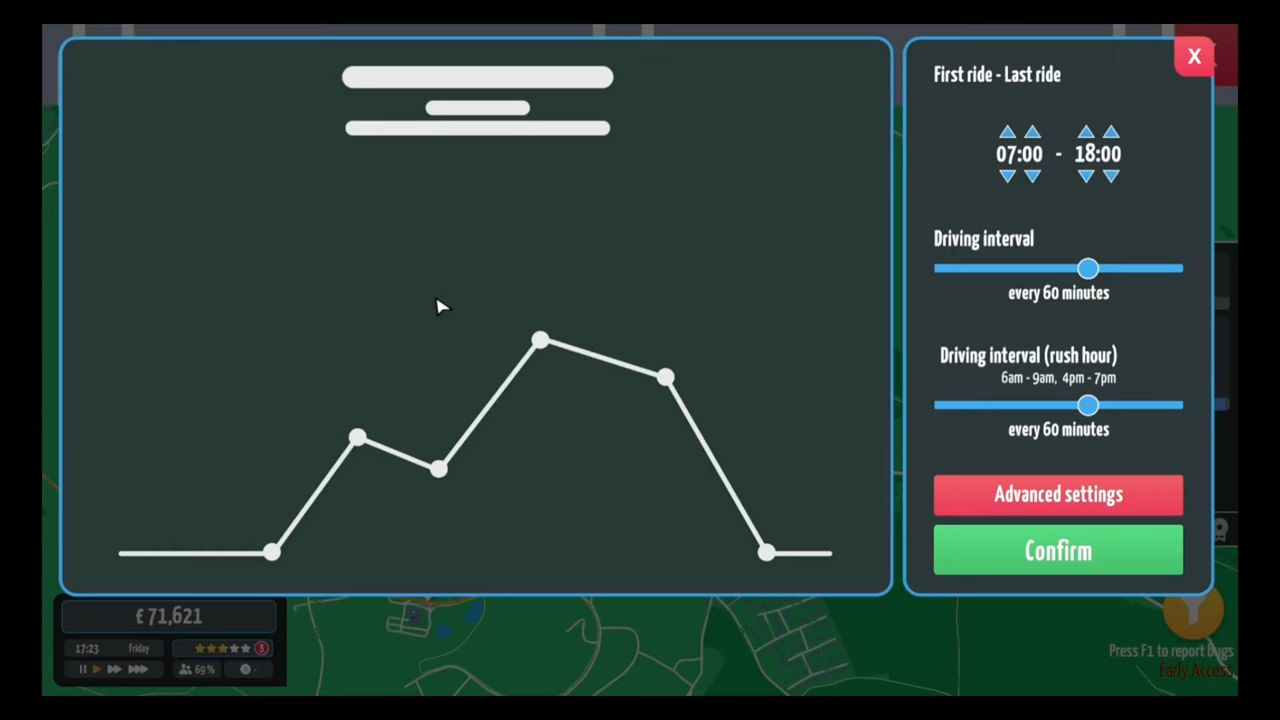 First ride - Last ride
X
07:00 - 18:00
Driving interval
every 60 minutes
Driving interval (rush hour)
6am - 9am, 4pm - 7pm
every 60 minutes
Advanced settings
Confirm
£ 71,621
17:23 Friday 3
69 % -
Press F1 to report bugs
Early Access